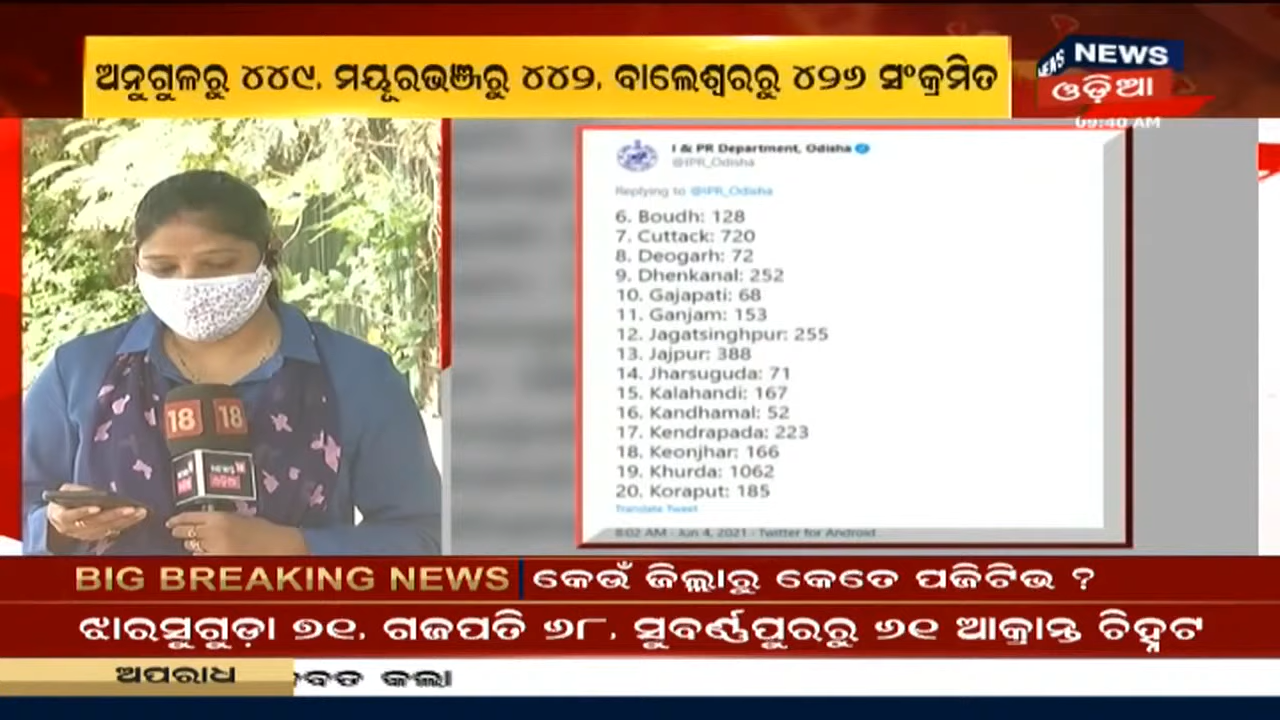 ଅନୁଗୁଳରୁ ୪୪୯, ମୟୂରଭଞ୍ଜରୁ ୪୪୨, ବାଲେଶ୍ୱରରୁ ୪୨୬ ସଂକ୍ରମିତ
NEWS
NEWS
ଓଡ଼ିଆ
09:40 AM
I & PR Department, Odisha
@IPR_Odisha
Replying to @IPR_Odisha
6. Boudh: 128
7. Cuttack: 720
8. Deogarh: 72
9. Dhenkanal: 252
10. Gajapati: 68
11. Ganjam: 153
12. Jagatsinghpur: 255
13. Jajpur: 388
14. Jharsuguda: 71
15. Kalahandi: 167
16. Kandhamal: 52
17. Kendrapada: 223
18. Keonjhar: 166
19. Khurda: 1062
20. Koraput: 185
Translate Tweet
8:02 AM · Jun 4, 2021 · Twitter for Android
18 18
NEWS
BIG BREAKING NEWS କେଉଁ ଜିଲ୍ଲାରୁ କେତେ ପଜିଟିଭ ?
ଝାରସୁଗୁଡ଼ା ୭୧, ଗଜପତି ୬୮, ସୁବର୍ଣ୍ଣପୁରରୁ ୬୧ ଆକ୍ରାନ୍ତ ଚିହ୍ନଟ
ଅପରାଧ କଲା